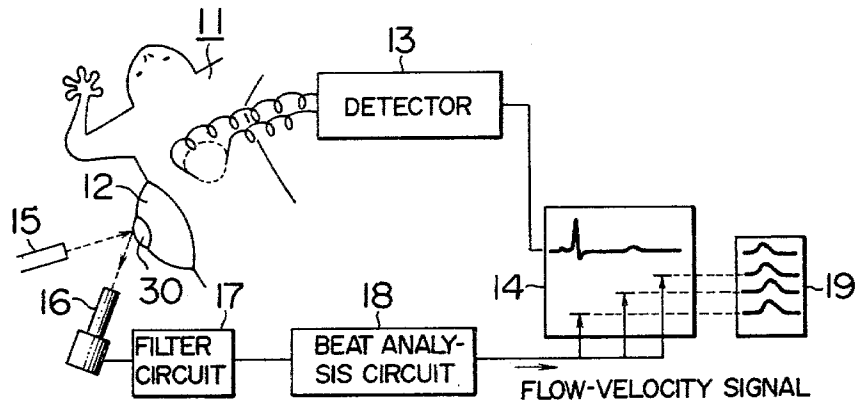 11
13
DETECTOR
12
15
14
19
16
30
17
18
FILTER
CIRCUIT
BEAT ANALY-
SIS CIRCUIT
FLOW-VELOCITY SIGNAL